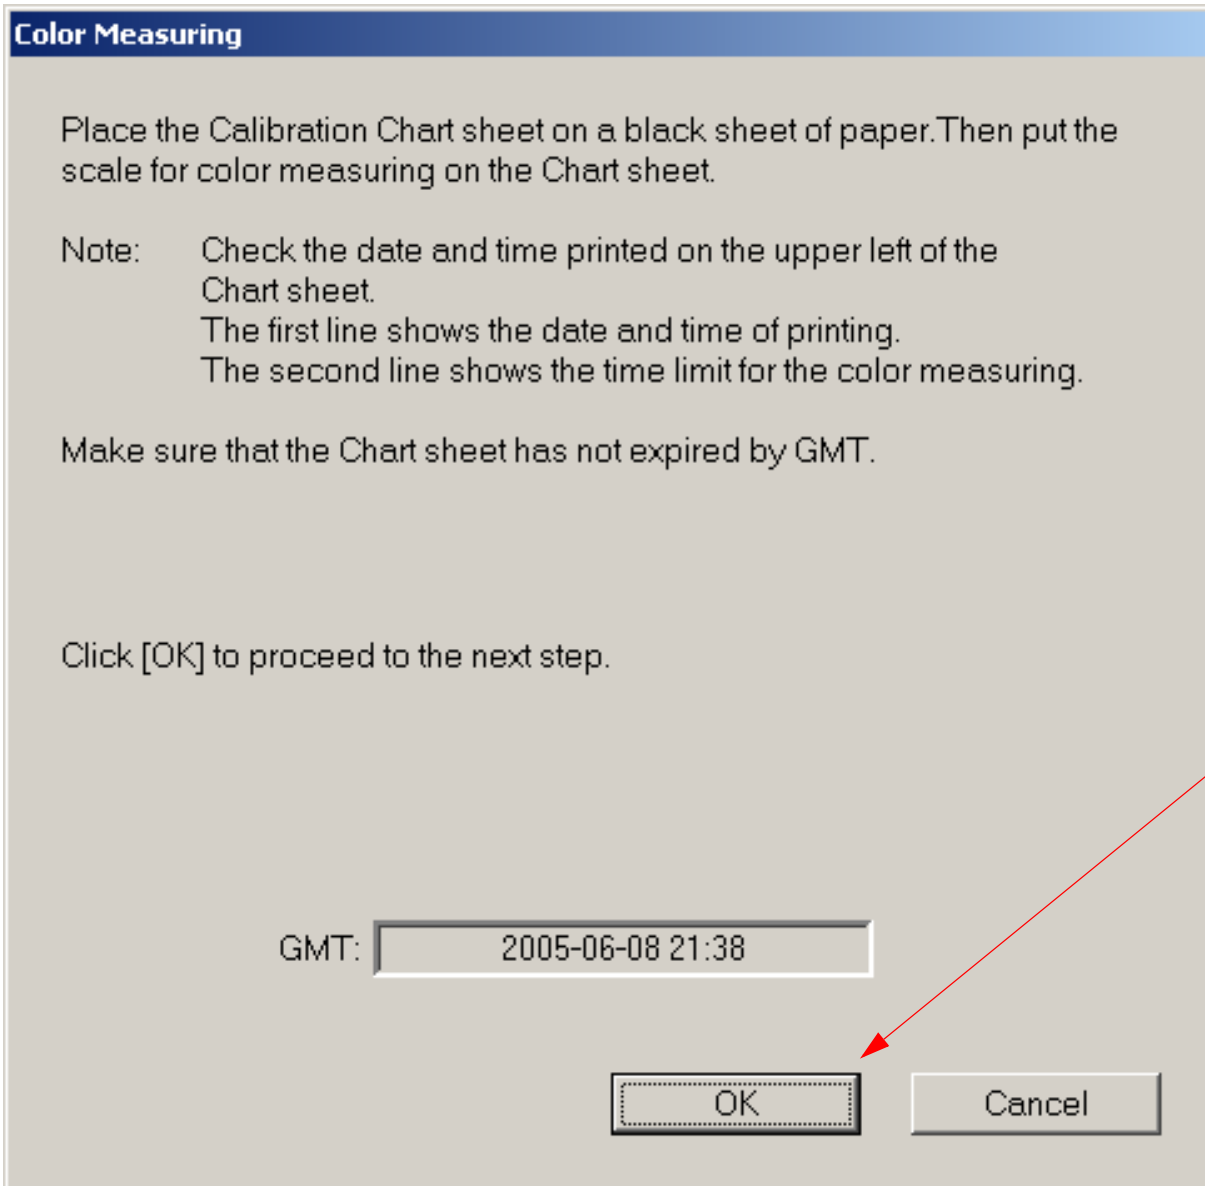 Color Measuring
Place the Calibration Chart sheet on a black sheet of paper.Then put the
scale for color measuring on the Chart sheet.
Note: Check the date and time printed on the upper left of the
Chart sheet.
The first line shows the date and time of printing.
The second line shows the time limit for the color measuring.
Make sure that the Chart sheet has not expired by GMT.
Click [OK] to proceed to the next step.
GMT: 2005-06-08 21:38
OK Cancel